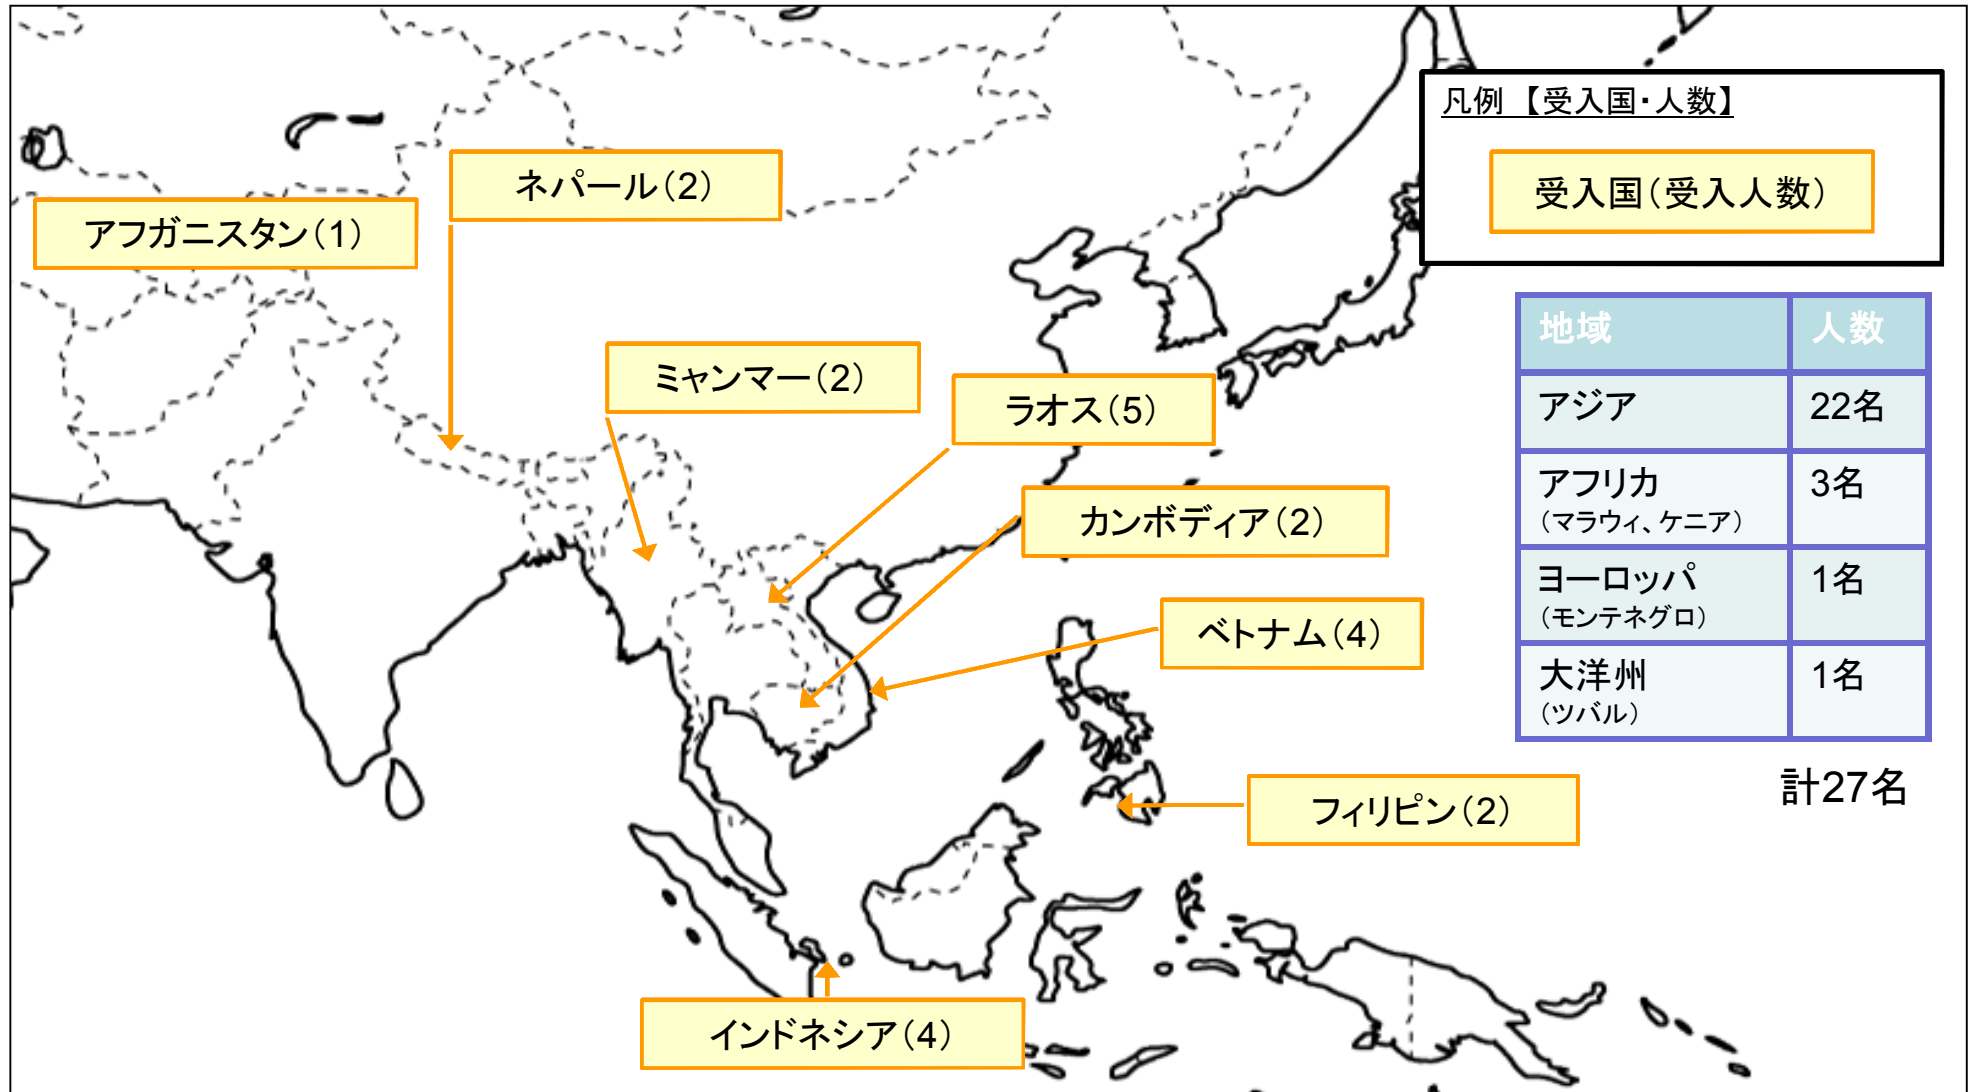 凡例 【受入国・人数】
受入国(受入人数)
ネパール(2)
アフガニスタン(1)
ミャンマー(2)
ラオス(5)
カンボディア(2)
ベトナム(4)
フィリピン(2)
インドネシア(4)
地域 人数
アジア 22名
アフリカ 3名
(マラウィ、ケニア)
ヨーロッパ 1名
(モンテネグロ)
大洋州 1名
(ツバル)
計27名